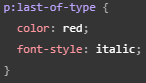 p:last-of-type {
  color: red;
  font-style: italic;
}